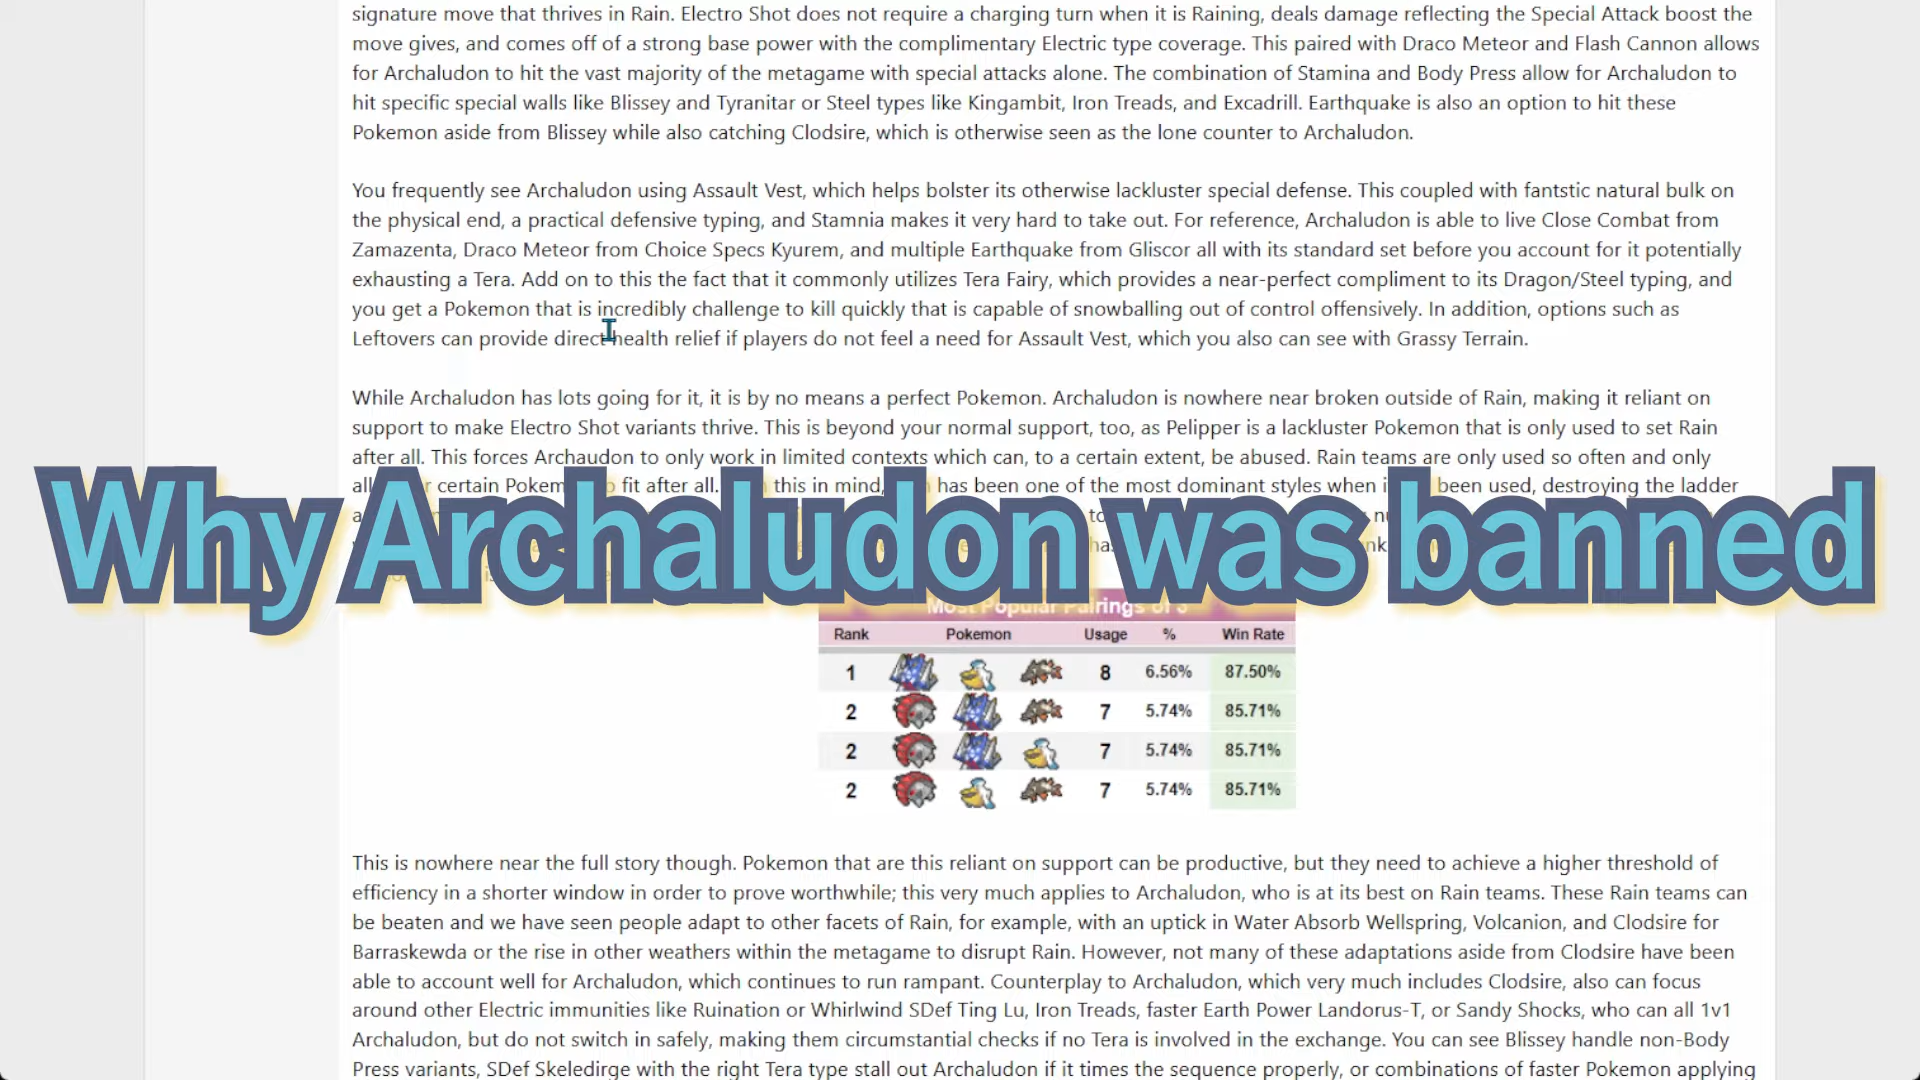 signature move that thrives in Rain. Electro Shot does not require a charging turn when it is Raining, deals damage reflecting the Special Attack boost the
move gives, and comes off of a strong base power with the complimentary Electric type coverage. This paired with Draco Meteor and Flash Cannon allows
for Archaludon to hit the vast majority of the metagame with special attacks alone. The combination of Stamina and Body Press allow for Archaludon to
hit specific special walls like Blissey and Tyranitar or Steel types like Kingambit, Iron Treads, and Excadrill. Earthquake is also an option to hit these
Pokemon aside from Blissey while also catching Clodsire, which is otherwise seen as the lone counter to Archaludon.
You frequently see Archaludon using Assault Vest, which helps bolster its otherwise lackluster special defense. This coupled with fantstic natural bulk on
the physical end, a practical defensive typing, and Stamnia makes it very hard to take out. For reference, Archaludon is able to live Close Combat from
Zamazenta, Draco Meteor from Choice Specs Kyurem, and multiple Earthquake from Gliscor all with its standard set before you account for it potentially
exhausting a Tera. Add on to this the fact that it commonly utilizes Tera Fairy, which provides a near-perfect compliment to its Dragon/Steel typing, and
you get a Pokemon that is incredibly challenge to kill quickly that is capable of snowballing out of control offensively. In addition, options such as
Leftovers can provide direct health relief if players do not feel a need for Assault Vest, which you also can see with Grassy Terrain.
While Archaludon has lots going for it, it is by no means a perfect Pokemon. Archaludon is nowhere near broken outside of Rain, making it reliant on
support to make Electro Shot variants thrive. This is beyond your normal support, too, as Pelipper is a lackluster Pokemon that is only used to set Rain
after all. This forces Archaudon to only work in limited contexts which can, to a certain extent, be abused. Rain teams are only used so often and only
certain fit after all. this in mind, has been one of the most dominant styles when been used, destroying the ladder
Why Archaludon was banned
Most Popular Pairings of 3
Rank Pokemon Usage % Win Rate
1 8 6.56% 87.50%
2 7 5.74% 85.71%
2 7 5.74% 85.71%
2 7 5.74% 85.71%
This is nowhere near the full story though. Pokemon that are this reliant on support can be productive, but they need to achieve a higher threshold of
efficiency in a shorter window in order to prove worthwhile; this very much applies to Archaludon, who is at its best on Rain teams. These Rain teams can
be beaten and we have seen people adapt to other facets of Rain, for example, with an uptick in Water Absorb Wellspring, Volcanion, and Clodsire for
Barraskewda or the rise in other weathers within the metagame to disrupt Rain. However, not many of these adaptations aside from Clodsire have been
able to account well for Archaludon, which continues to run rampant. Counterplay to Archaludon, which very much includes Clodsire, also can focus
around other Electric immunities like Ruination or Whirlwind SDef Ting Lu, Iron Treads, faster Earth Power Landorus-T, or Sandy Shocks, who can all 1v1
Archaludon, but do not switch in safely, making them circumstantial checks if no Tera is involved in the exchange. You can see Blissey handle non-Body
Press variants, SDef Skeledirge with the right Tera type stall out Archaludon if it times the sequence properly, or combinations of faster Pokemon applying